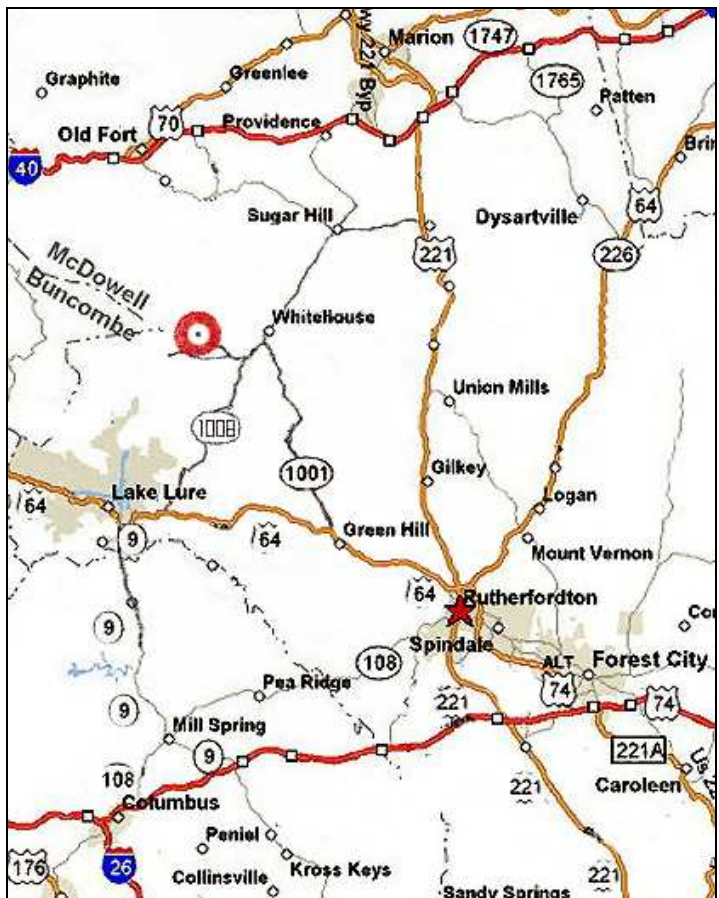 Marion
1747
Hwy 221 Byp
Graphite
Greenlee
1765
Patten
70
Providence
Old Fort
40
Sugar Hill
Dysartville
64
221
226
McDowell
Buncombe
Whitehouse
Union Mills
1008
1001
Gilkey
Lake Lure
Logan
64
9
64
Green Hill
Mount Vernon
64
Rutherfordton
9
Spindale
108
ALT
Forest City
74
Pea Ridge
9
221
74
Mill Spring
9
221A
108
221
Caroleen
Columbus
Peniel
176
26
Kross Keys
Collinsville
221
Sandy Springs